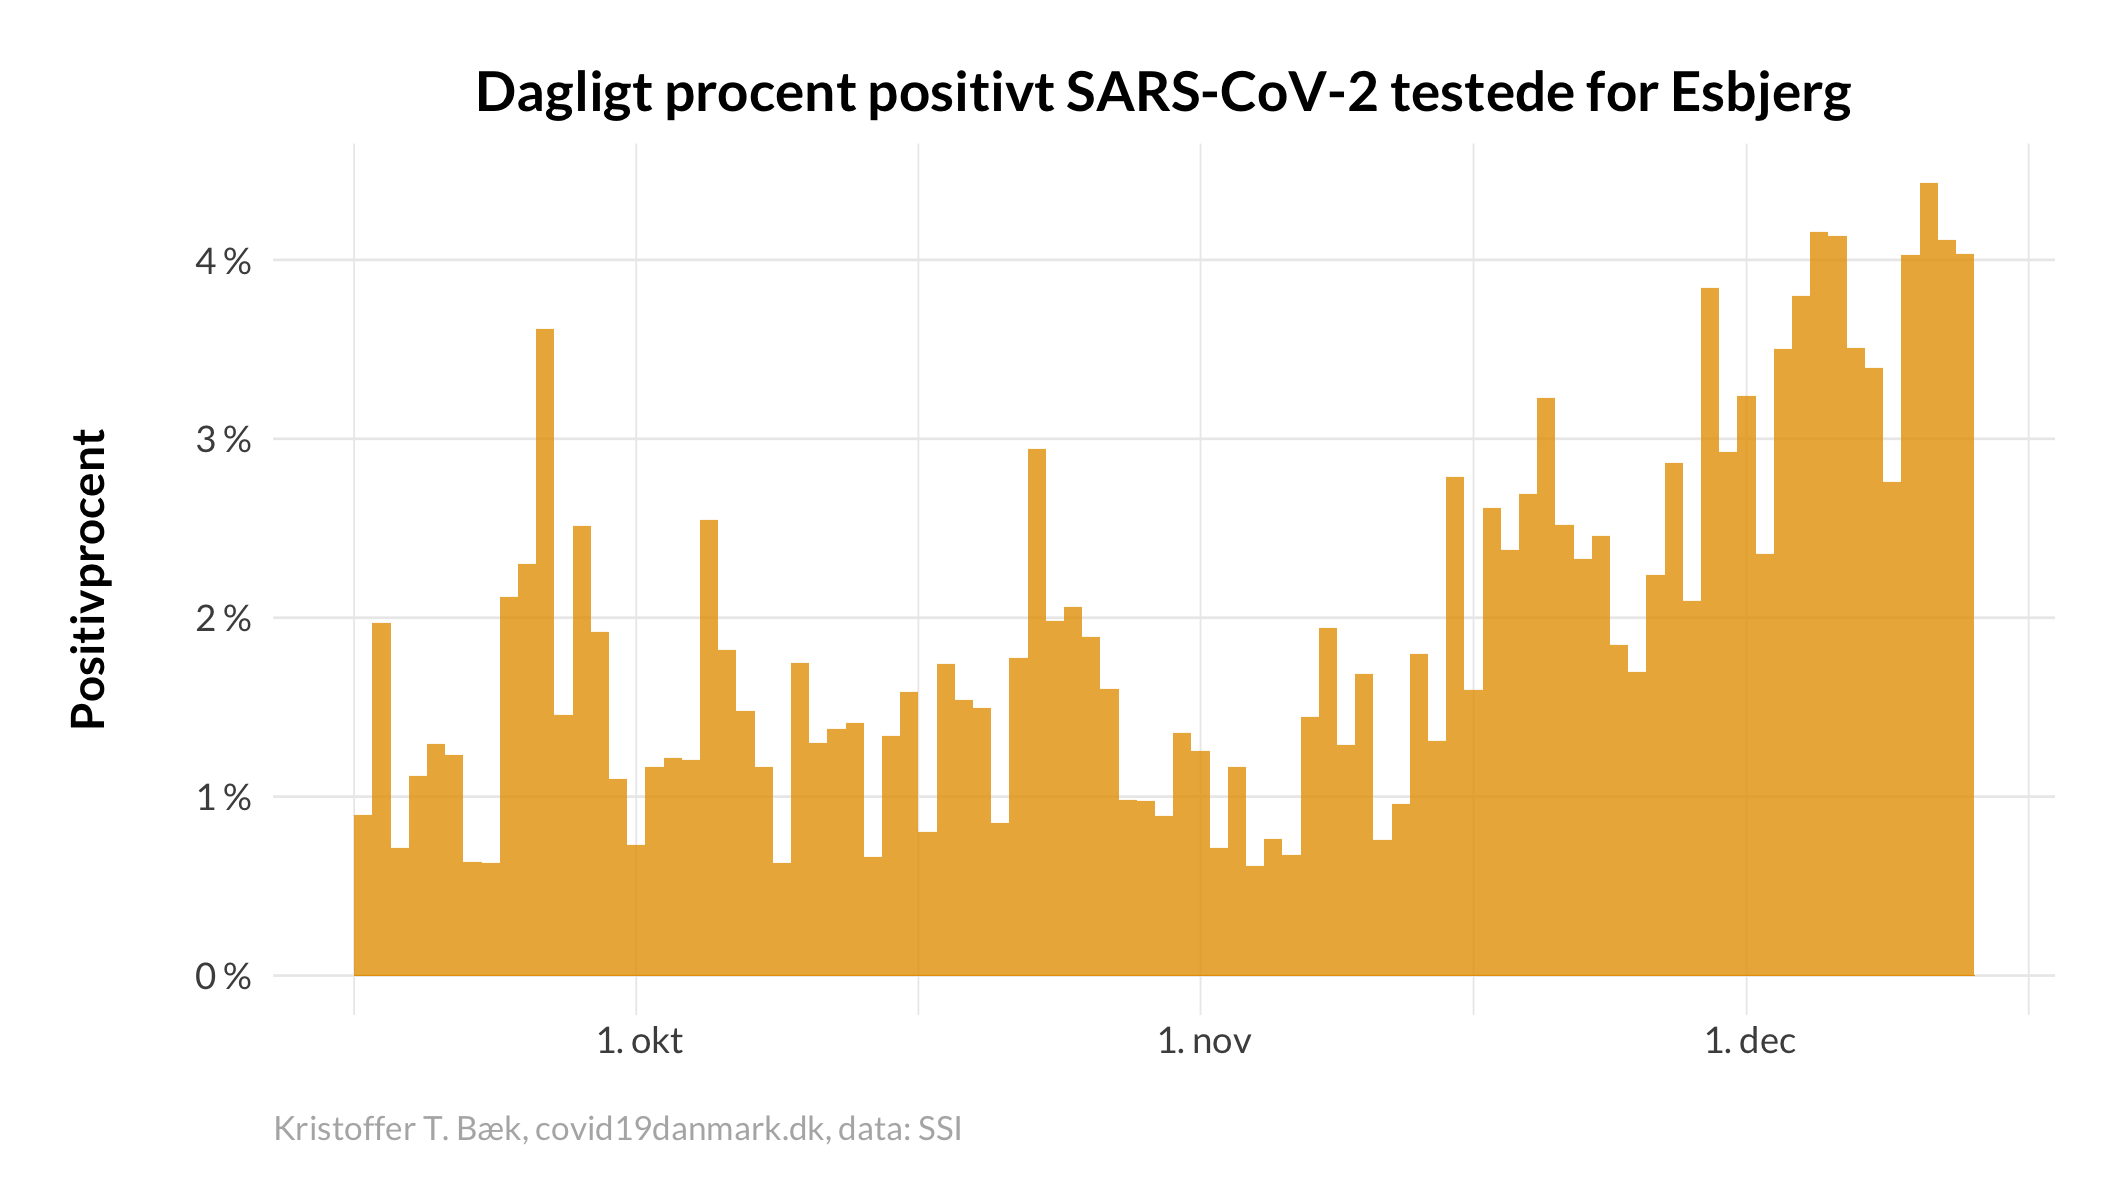 Dagligt procent positivt SARS-CoV-2 testede for Esbjerg
Positivprocent
4 %
3 %
2 %
1 %
0 %
1. okt
1. nov
1. dec
Kristoffer T. Bæk, covid19danmark.dk, data: SSI